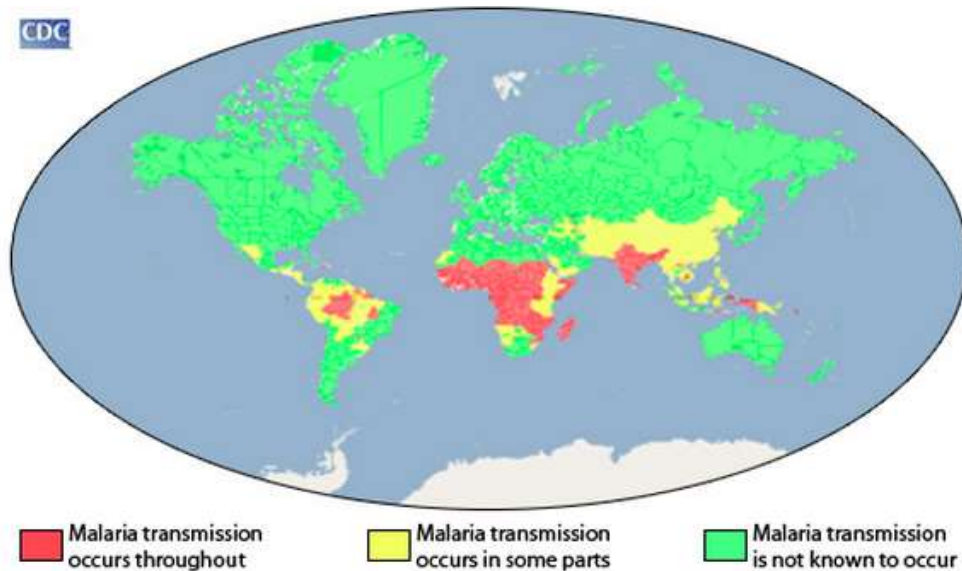 CDC
Malaria transmission
occurs throughout
Malaria transmission
occurs in some parts
Malaria transmission
is not known to occur